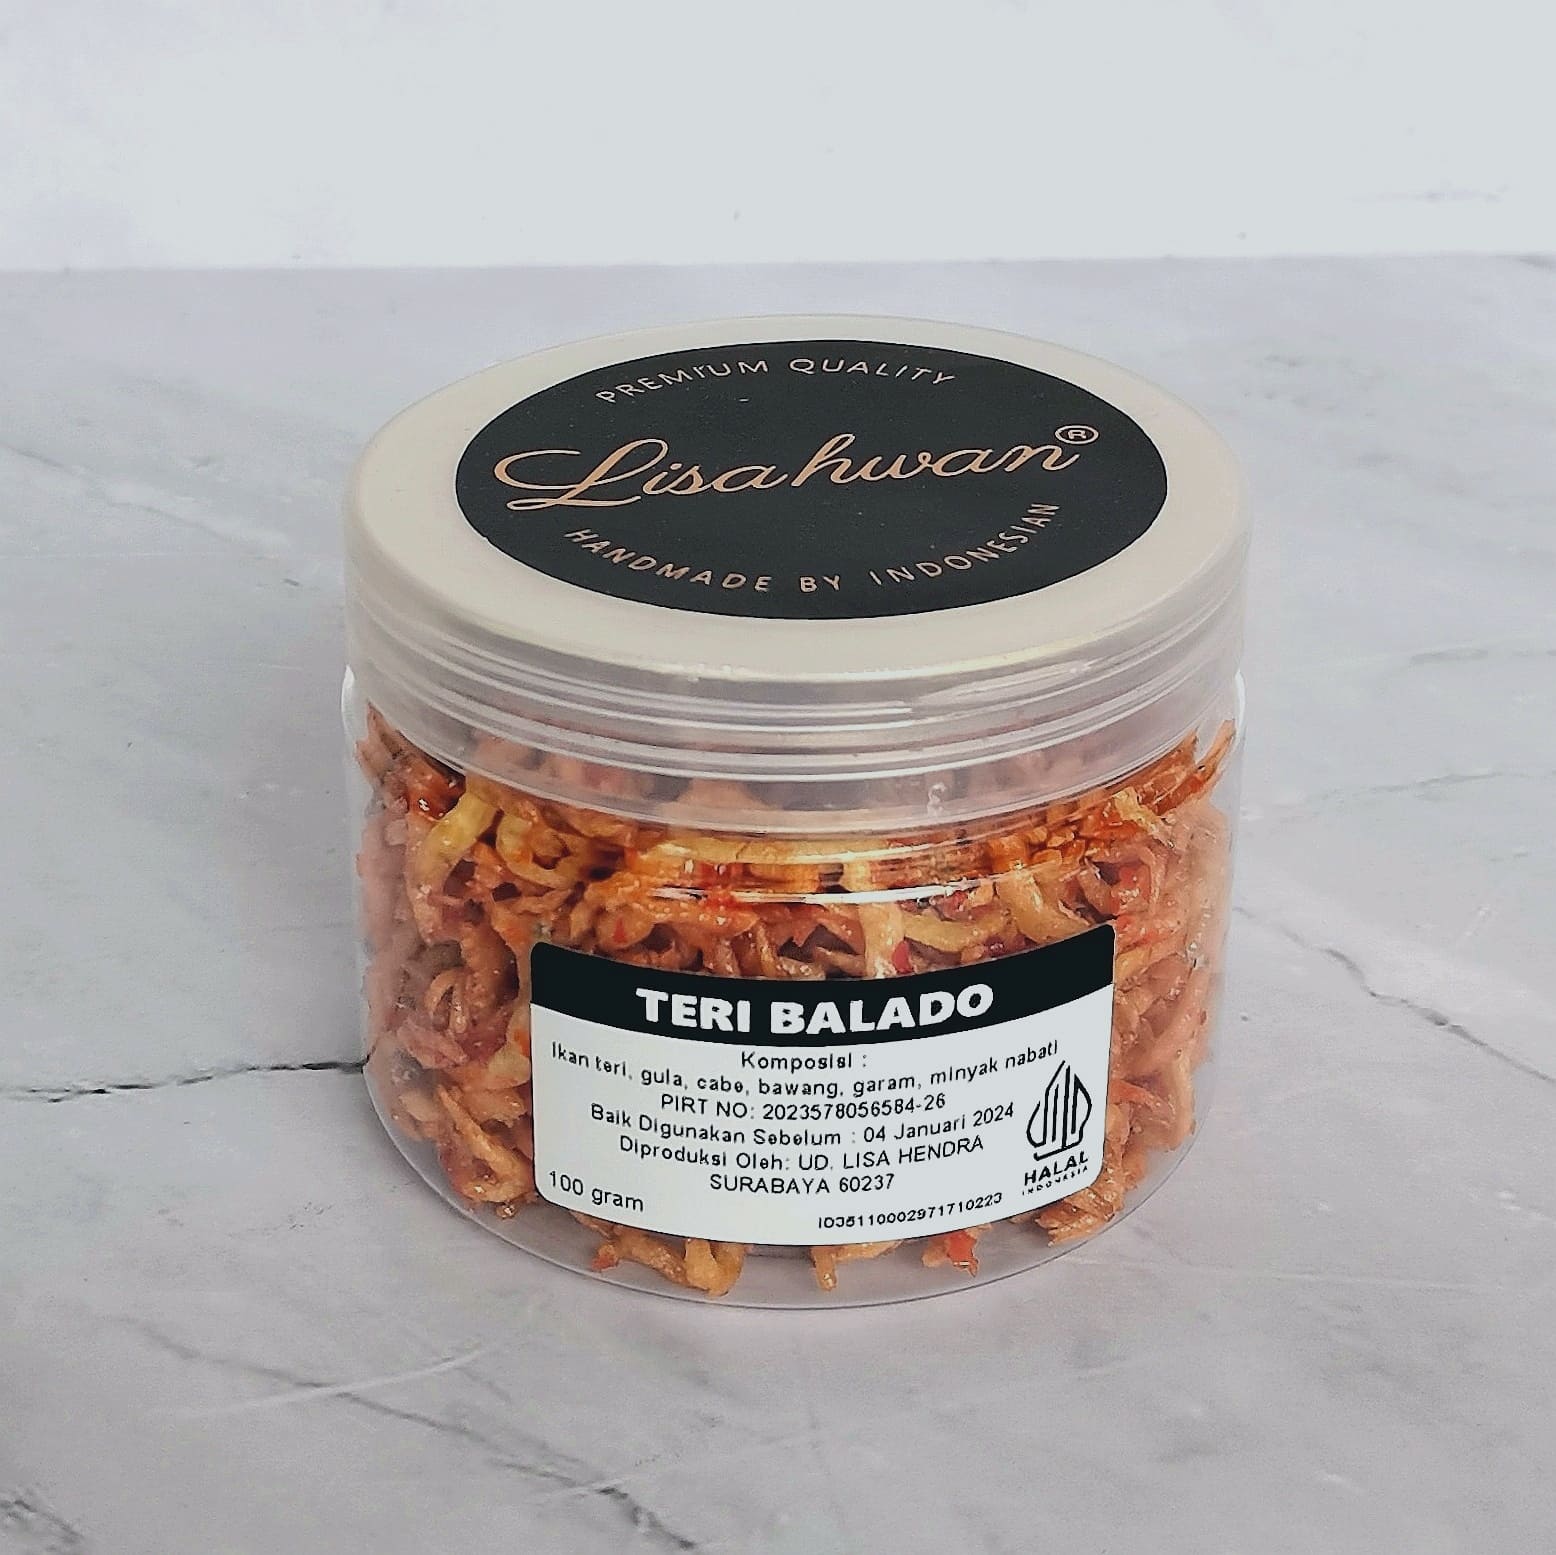 PREMIUM QUALITY
Lisahwan®
HANDMADE BY INDONESIAN
TERI BALADO
Komposisi :
Ikan teri, gula, cabe, bawang, garam, minyak nabati
PIRT NO: 2023578056584-26
Baik Digunakan Sebelum : 04 Januari 2024
Diproduksi Oleh: UD. LISA HENDRA
SURABAYA 60237
HALAL
INDONESIA
100 gram
ID35110002971710223